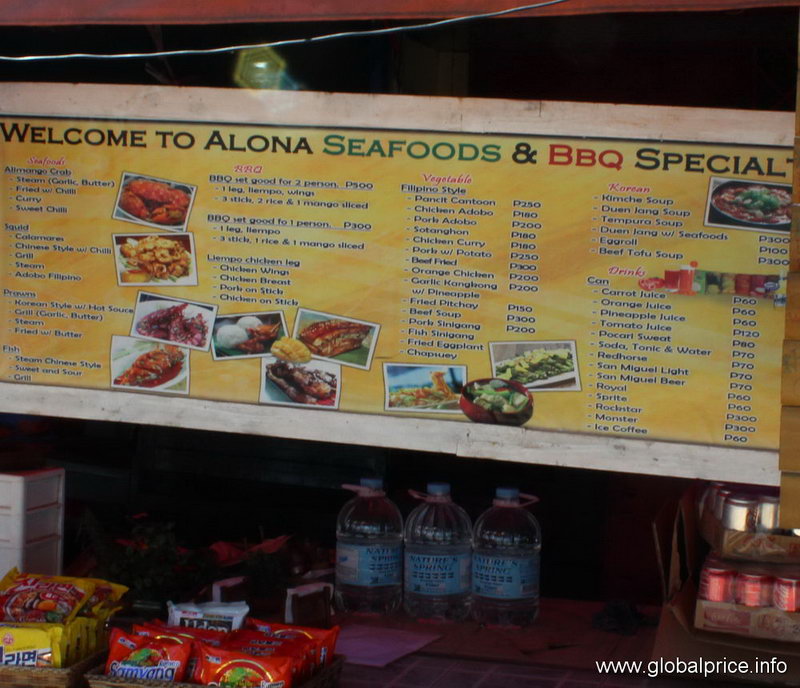 WELCOME TO ALONA SEAFOODS & BBQ SPECIALT
Seafoods
Alimango Crab
- Steam (Garlic, Butter)
- Fried w/ Chilli
- Curry
- Sweet Chilli
Squid
- Calamares
- Chinese Style w/ Chilli
- Grill
- Steam
- Adobo Filipino
Prawns
- Korean Style w/ Hot Sauce
- Grill (Garlic, Butter)
- Steam
- Fried w/ Butter
Fish
- Steam Chinese Style
- Sweet and Sour
- Grill
BBQ
BBQ set good for 2 person, P500
- 1 leg, liempo, wings
- 3 stick, 2 rice & 1 mango sliced
BBQ set good fo 1 person, P300
- 1 leg, liempo
- 3 stick, 1 rice & 1 mango sliced
Liempo chicken leg
- Chicken Wings
- Chicken Breast
- Pork on Stick
- Chicken on Stick
Vegetable
Filipino Style
- Pancit Cantoon P250
- Chicken Adobo P180
- Pork Adobo P200
- Sotanghon P180
- Chicken Curry P180
- Pork w/ Potato P250
- Beef Fried P300
- Orange Chicken P200
- Garlic Kangkong P200
w/ Pineapple
- Fried Pitchay P150
- Beef Soup P300
- Pork Sinigang P200
- Fish Sinigang
- Fried Eggplant
- Chapsuey
Korean
- Kimche Soup
- Duen Jang Soup
- Tempura Soup
- Duen Jang w/ Seafoods P300
- Eggroll P100
- Beef Tofu Soup P300
Drinks
Can
- Carrot Juice P60
- Orange Juice P60
- Pineapple Juice P60
- Tomato Juice P120
- Pocari Sweat P80
- Soda, Tonic & Water P70
- Redhorse P70
- San Miguel Light P70
- San Miguel Beer P70
- Royal P60
- Sprite P60
- Rockstar P300
- Monster P300
- Ice Coffee P60
NATURE'S SPRING
NATURE'S SPRING
NATURE'S SPRING
Udon
Samyang
www.globalprice.info